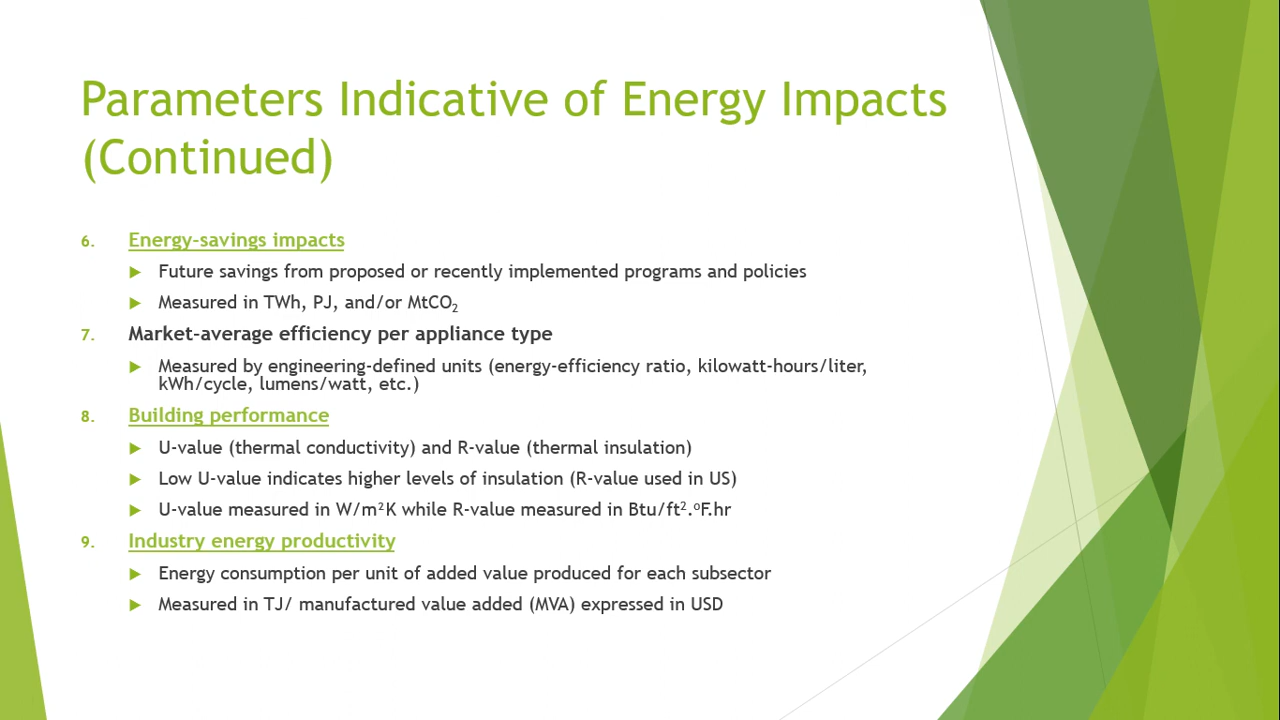 Parameters Indicative of Energy Impacts
(Continued)
6. Energy-savings impacts
▶ Future savings from proposed or recently implemented programs and policies
▶ Measured in TWh, PJ, and/or MtCO₂
7. Market-average efficiency per appliance type
▶ Measured by engineering-defined units (energy-efficiency ratio, kilowatt-hours/liter,
kWh/cycle, lumens/watt, etc.)
8. Building performance
▶ U-value (thermal conductivity) and R-value (thermal insulation)
▶ Low U-value indicates higher levels of insulation (R-value used in US)
▶ U-value measured in W/m²K while R-value measured in Btu/ft².ºF.hr
9. Industry energy productivity
▶ Energy consumption per unit of added value produced for each subsector
▶ Measured in TJ/ manufactured value added (MVA) expressed in USD